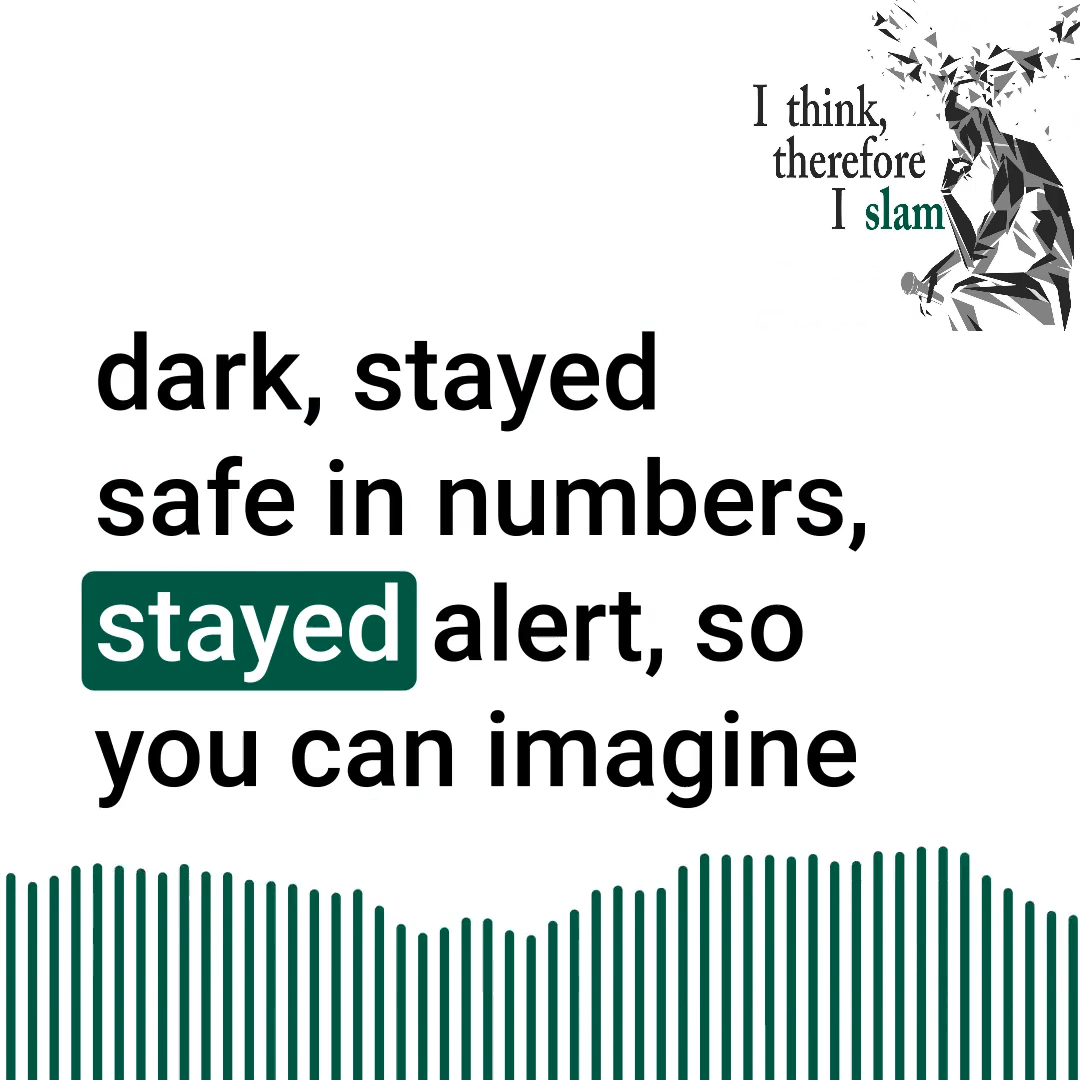 I think,
therefore
I slam
dark, stayed
safe in numbers,
stayed alert, so
you can imagine